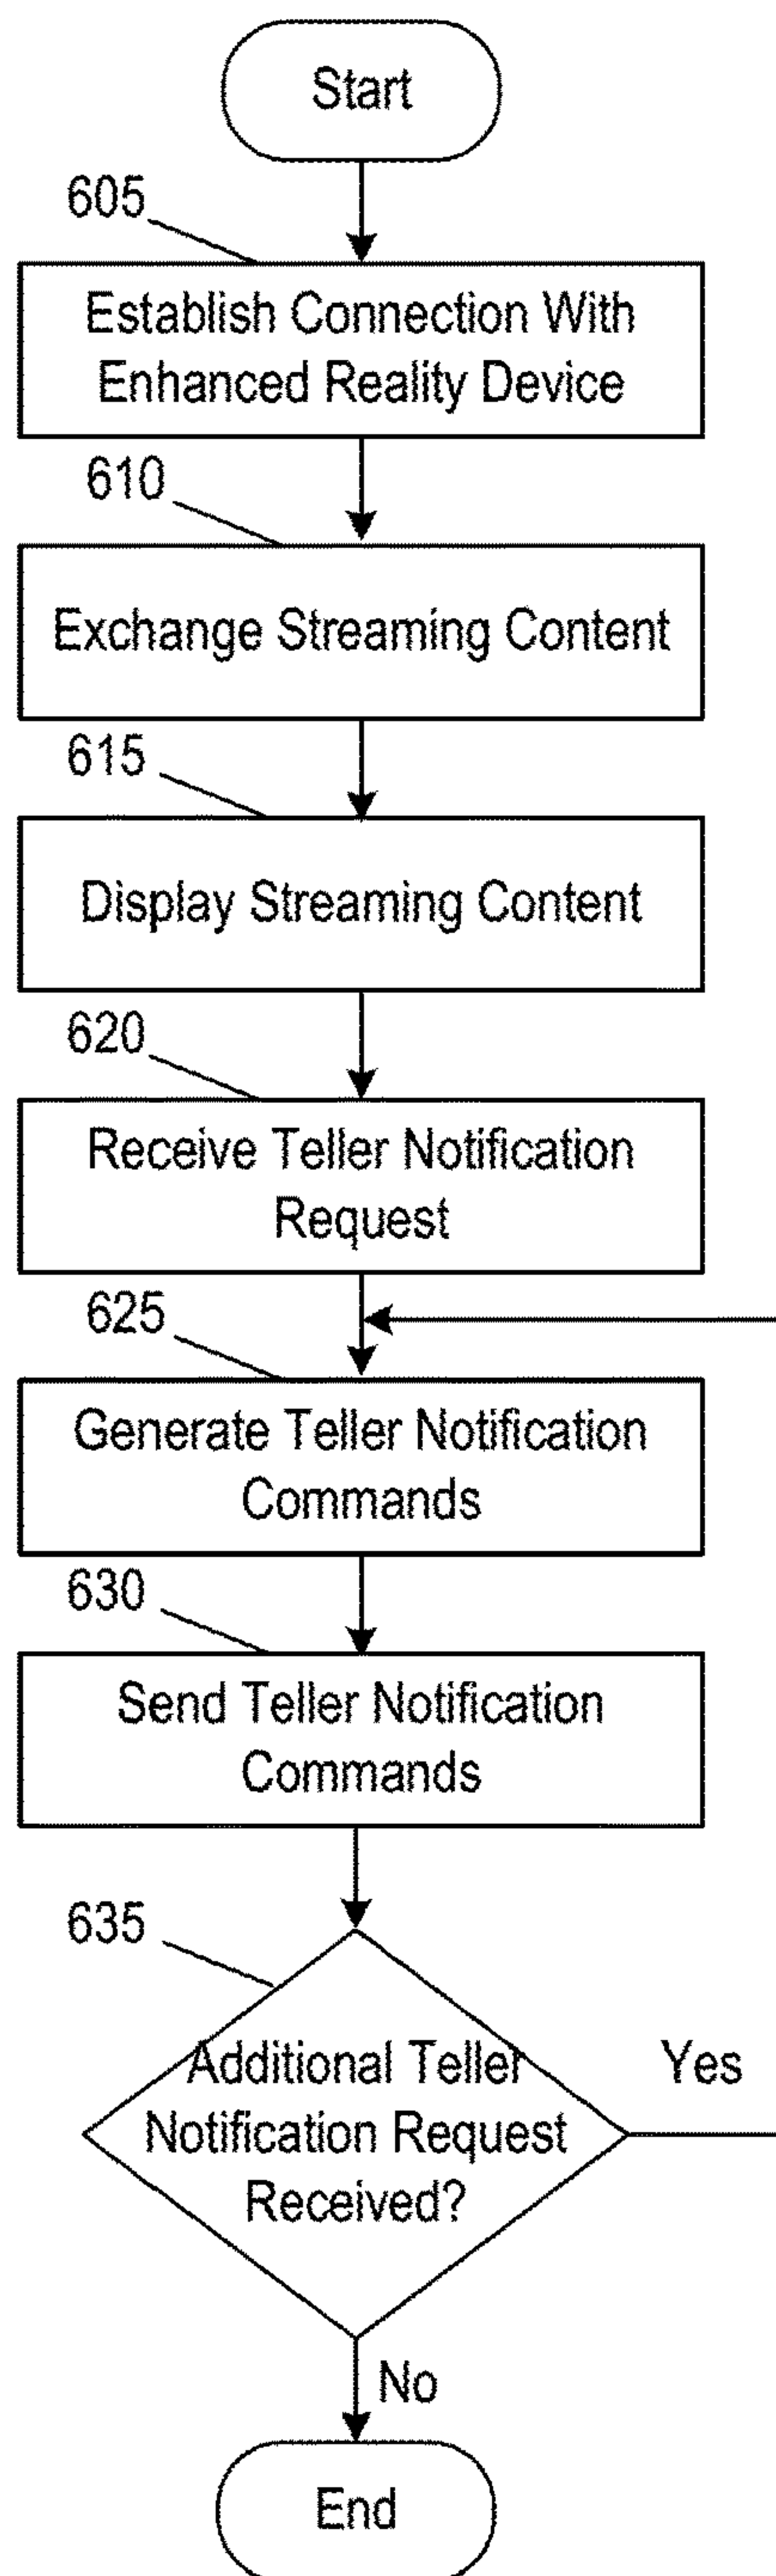 Start
605
Establish Connection With
Enhanced Reality Device
610
Exchange Streaming Content
615
Display Streaming Content
620
Receive Teller Notification
Request
625
Generate Teller Notification
Commands
630
Send Teller Notification
Commands
635
Additional Teller
Notification Request
Received?
Yes
No
End